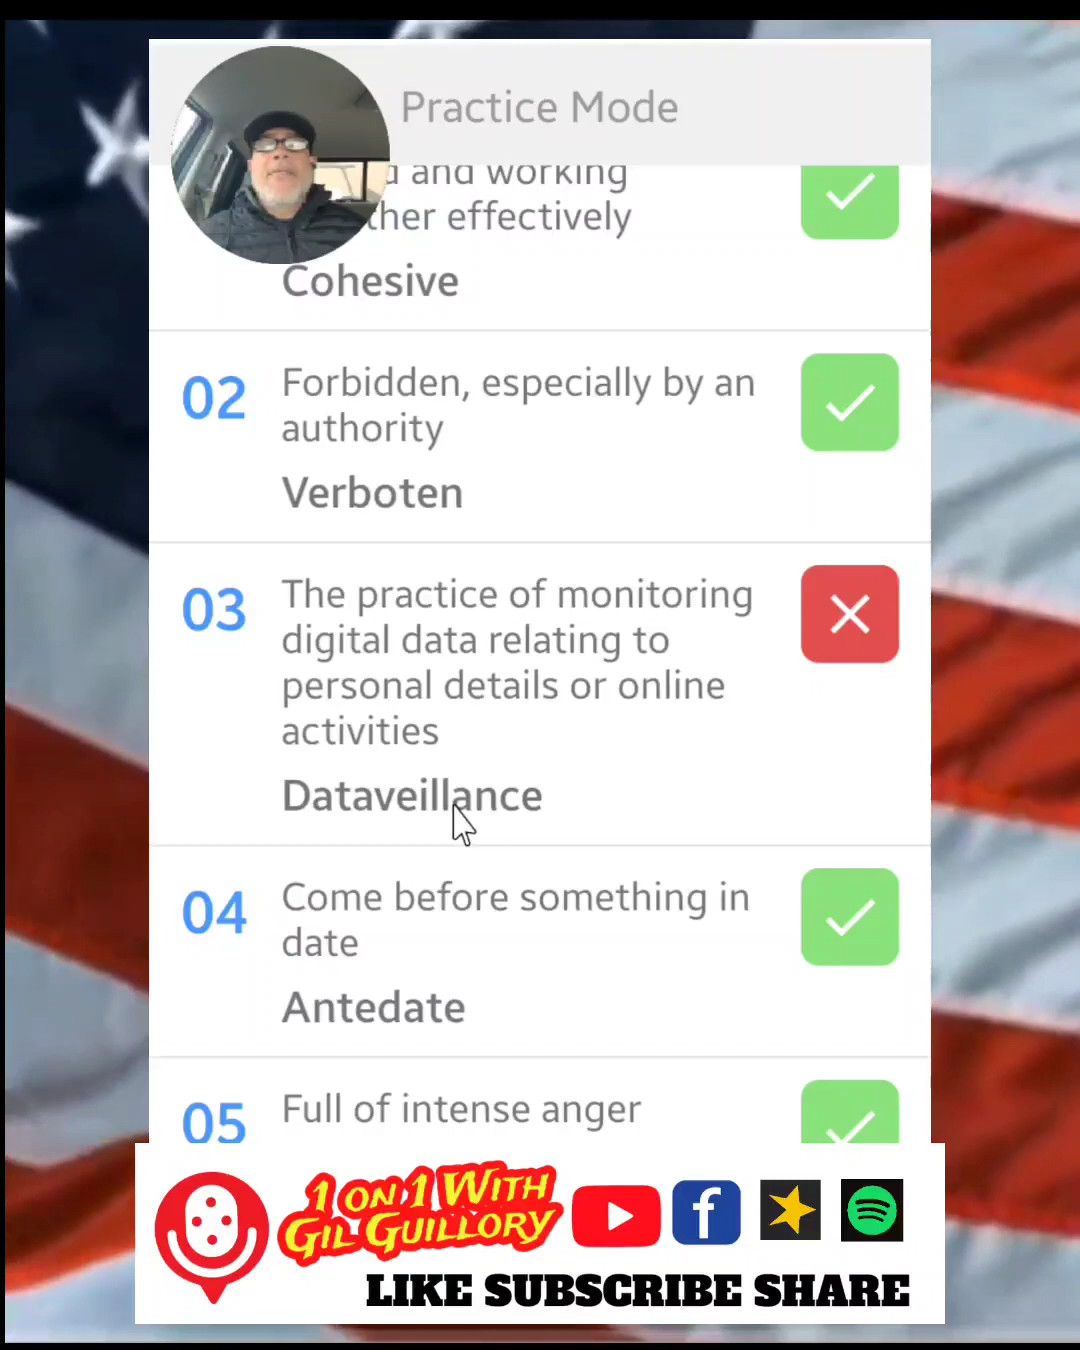 Practice Mode
and working
ther effectively
Cohesive
02
Forbidden, especially by an
authority
Verboten
03
The practice of monitoring
digital data relating to
personal details or online
activities
Dataveillance
04
Come before something in
date
Antedate
05
Full of intense anger
1 ON 1 WITH
GIL GUILLORY
LIKE SUBSCRIBE SHARE